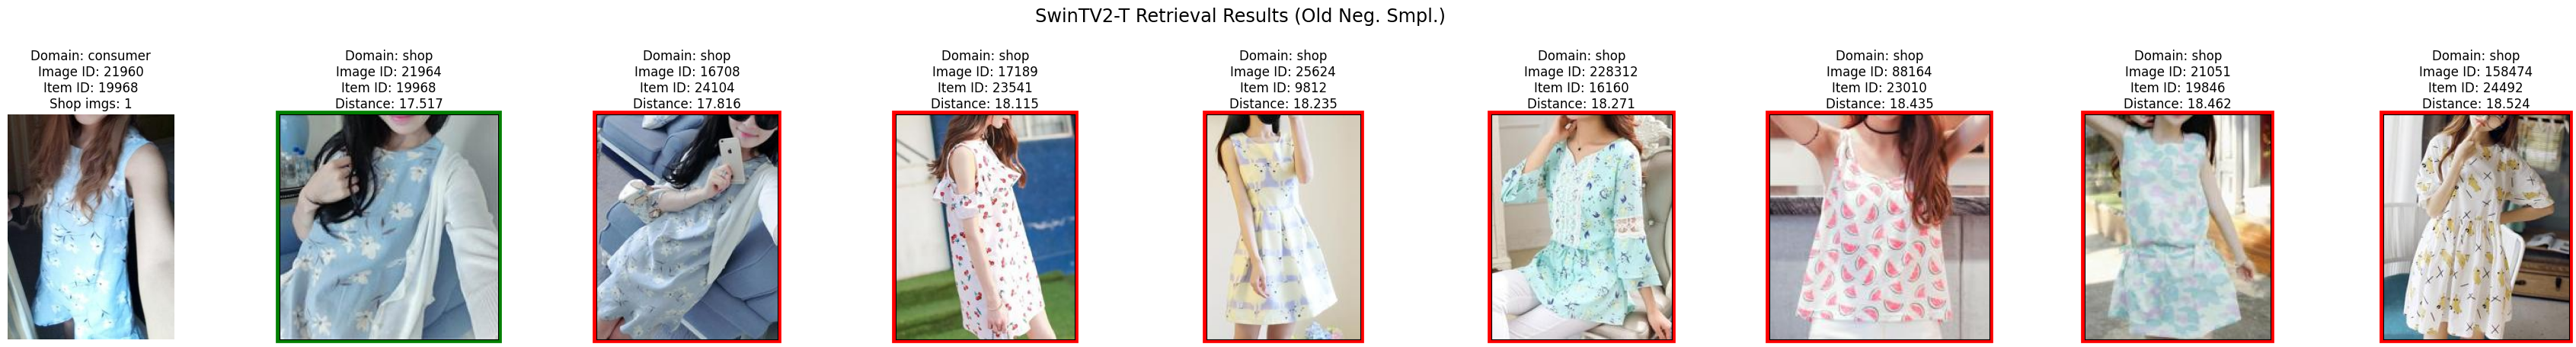 SwinTV2-T Retrieval Results (Old Neg. Smpl.)
Domain: consumer
Image ID: 21960
Item ID: 19968
Shop imgs: 1
Domain: shop
Image ID: 21964
Item ID: 19968
Distance: 17.517
Domain: shop
Image ID: 16708
Item ID: 24104
Distance: 17.816
Domain: shop
Image ID: 17189
Item ID: 23541
Distance: 18.115
Domain: shop
Image ID: 25624
Item ID: 9812
Distance: 18.235
Domain: shop
Image ID: 228312
Item ID: 16160
Distance: 18.271
Domain: shop
Image ID: 88164
Item ID: 23010
Distance: 18.435
Domain: shop
Image ID: 21051
Item ID: 19846
Distance: 18.462
Domain: shop
Image ID: 158474
Item ID: 24492
Distance: 18.524